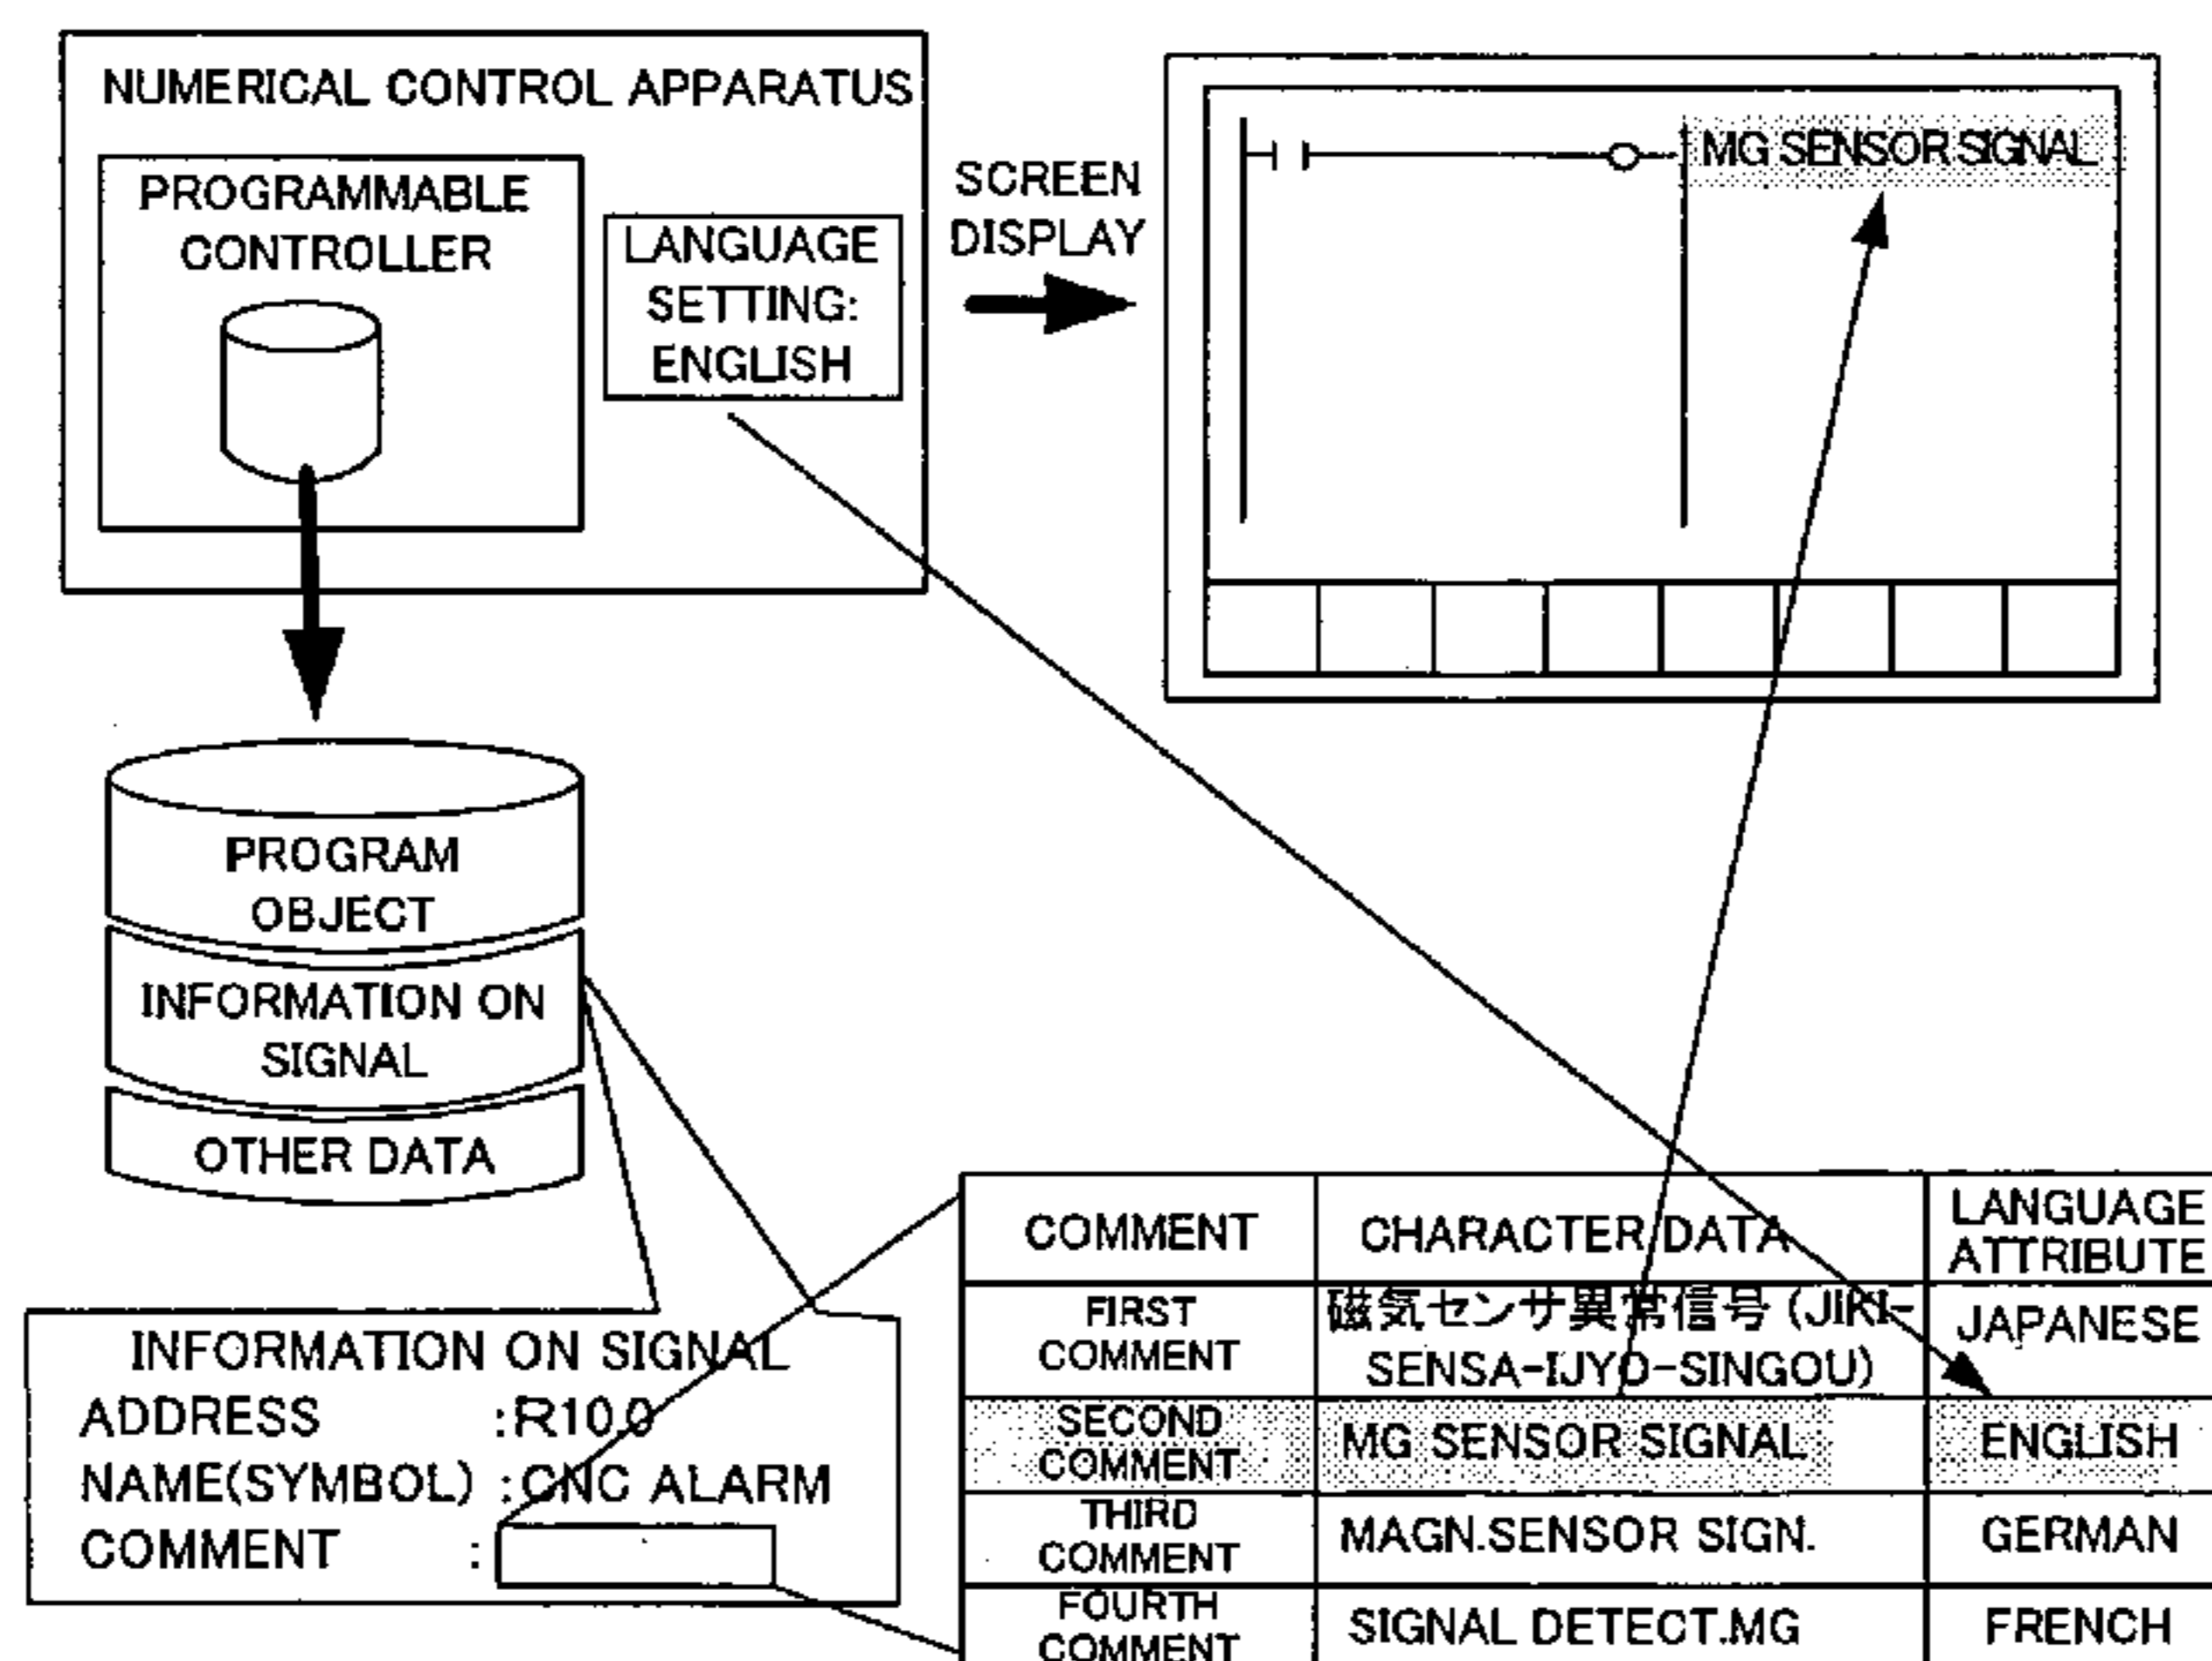 NUMERICAL CONTROL APPARATUS
PROGRAMMABLE
CONTROLLER
LANGUAGE
SETTING:
ENGLISH
SCREEN
DISPLAY
MG SENSOR SIGNAL
PROGRAM
OBJECT
INFORMATION ON
SIGNAL
OTHER DATA
INFORMATION ON SIGNAL
ADDRESS :R10.0
NAME(SYMBOL) :CNC ALARM
COMMENT :
COMMENT CHARACTER DATA LANGUAGE ATTRIBUTE
FIRST COMMENT 磁気センサ異常信号 (JIKI-
SENSA-IJYO-SINGOU) JAPANESE
SECOND COMMENT MG SENSOR SIGNAL ENGLISH
THIRD COMMENT MAGN.SENSOR SIGN. GERMAN
FOURTH COMMENT SIGNAL DETECT.MG FRENCH